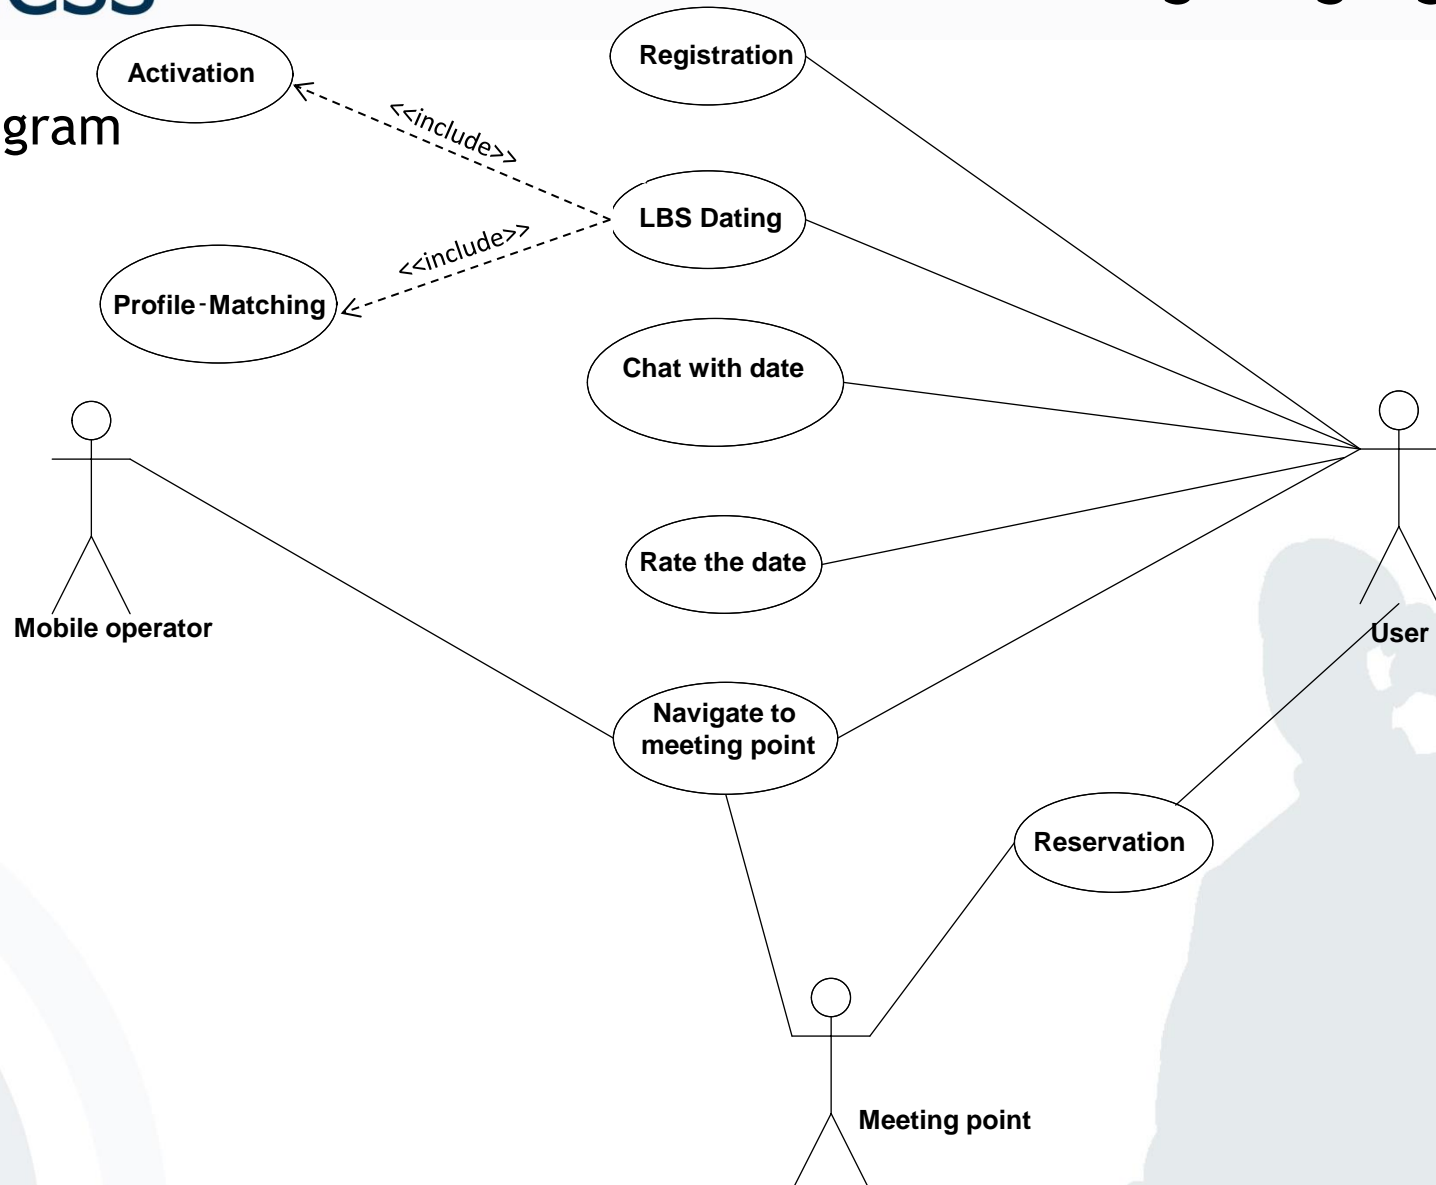 Activation
Registration
gram
<<include>>
LBS Dating
<<include>>
Profile-Matching
Chat with date
Rate the date
Mobile operator
User
Navigate to
meeting point
Reservation
Meeting point